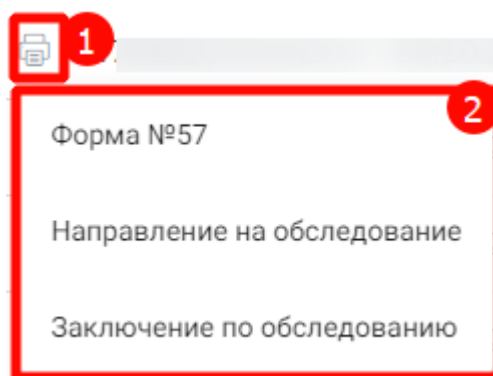 1
2
Форма №57
Направление на обследование
Заключение по обследованию